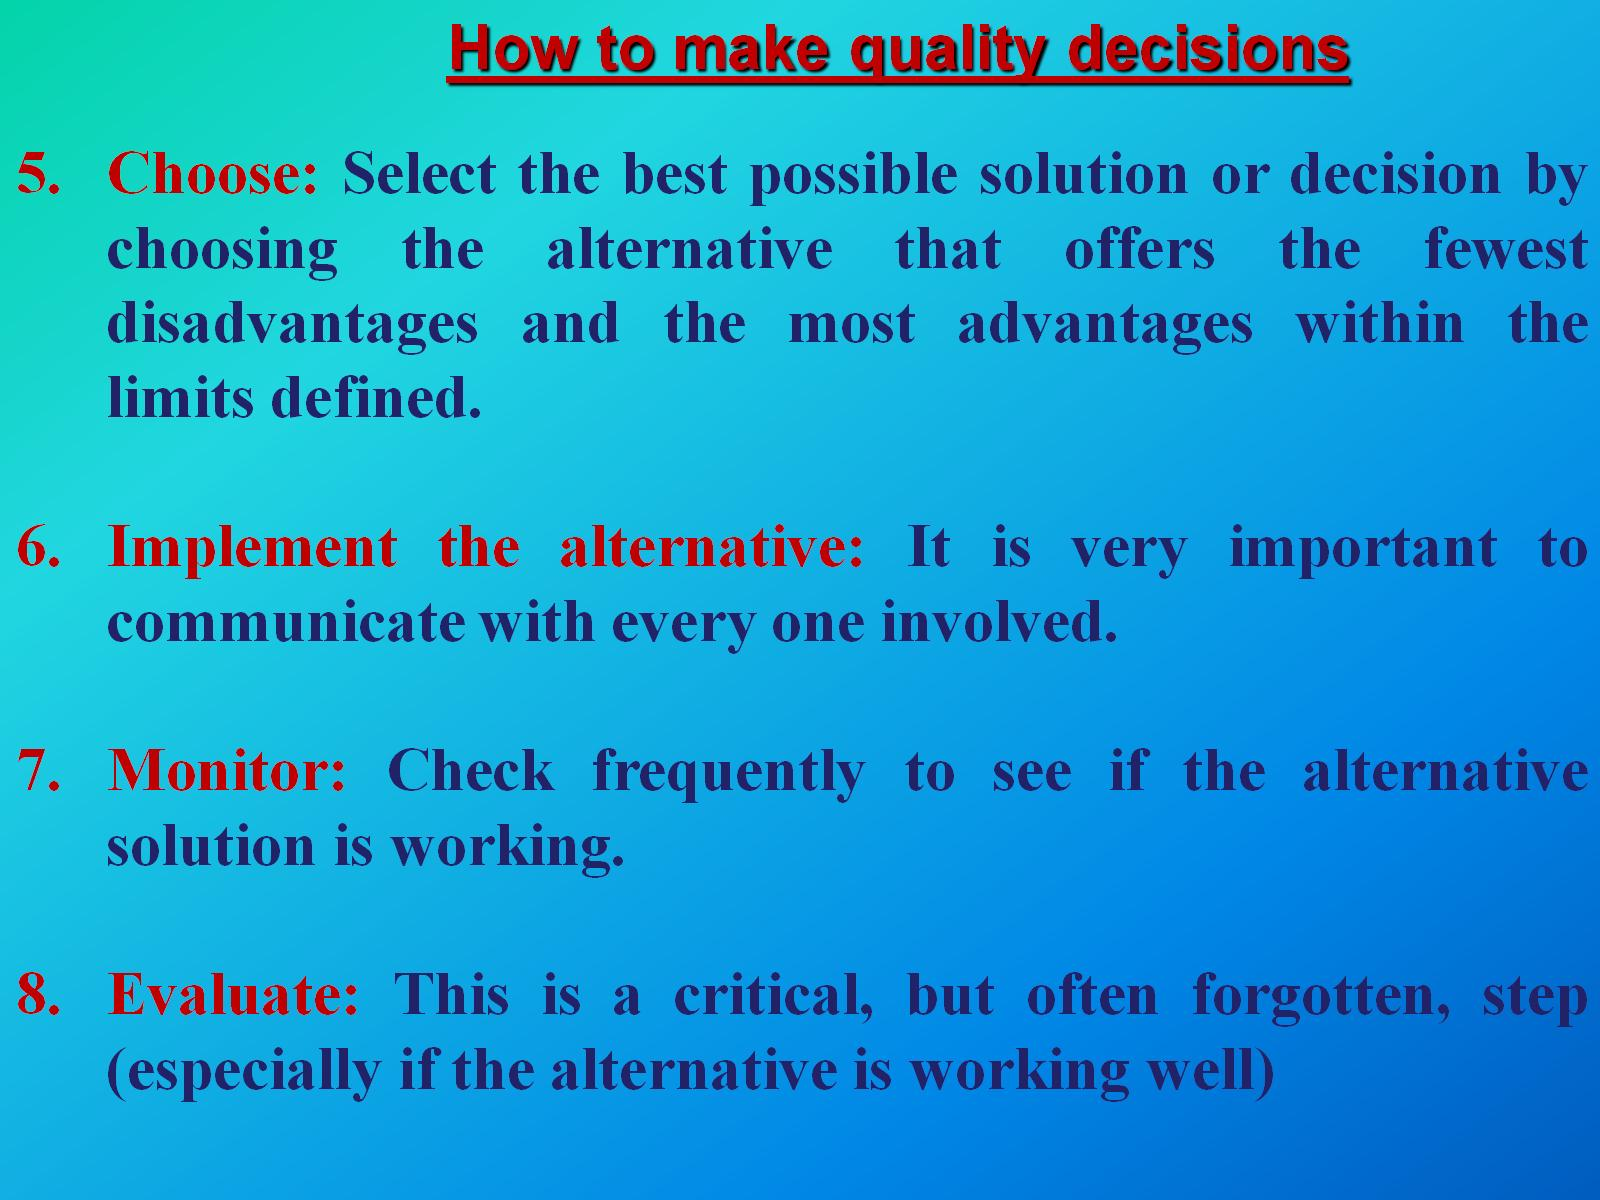 How to make quality decisions
5. Choose: Select the best possible solution or decision by
choosing the alternative that offers the fewest
disadvantages and the most advantages within the
limits defined.
6. Implement the alternative: It is very important to
communicate with every one involved.
7. Monitor: Check frequently to see if the alternative
solution is working.
8. Evaluate: This is a critical, but often forgotten, step
(especially if the alternative is working well)